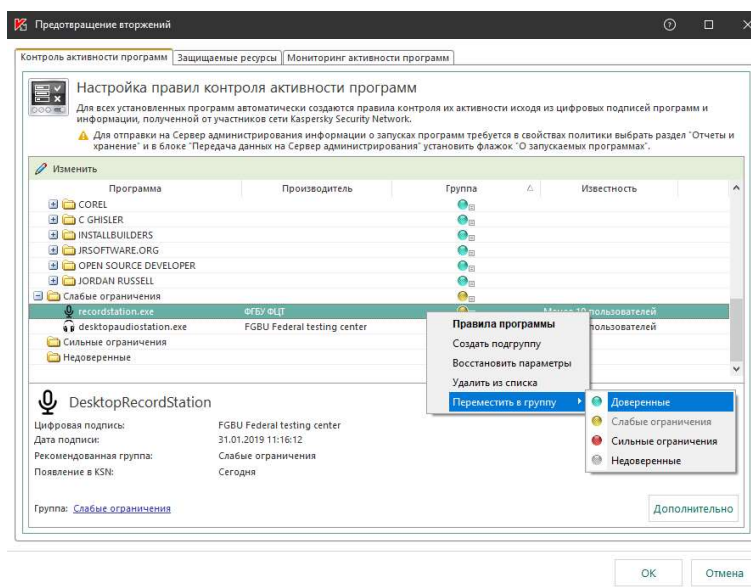 Предотвращение вторжений
Контроль активности программ Защищаемые ресурсы Мониторинг активности программ
Настройка правил контроля активности программ
Для всех установленных программ автоматически создаются правила контроля их активности исходя из цифровых подписей программ и
информации, полученной от участников сети Kaspersky Security Network.
Для отправки на Сервер администрирования информации о запусках программ требуется в свойствах политики выбрать раздел "Отчеты и
хранение" и в блоке "Передача данных на Сервер администрирования" установить флажок "О запускаемых программах".
Изменить
Программа Производитель Группа Известность
COREL
C GHISLER
INSTALLBUILDERS
JRSOFTWARE.ORG
OPEN SOURCE DEVELOPER
JORDAN RUSSELL
Слабые ограничения
recordstation.exe ФГБУ ФЦТ Менее 10 пользователей
desktopaudiostation.exe FGBU Federal testing center пользователей
Сильные ограничения
Недоверенные
Правила программы
Создать подгруппу
Восстановить параметры
Удалить из списка
Переместить в группу
Доверенные
Слабые ограничения
Сильные ограничения
Недоверенные
DesktopRecordStation
Цифровая подпись: FGBU Federal testing center
Дата подписи: 31.01.2019 11:16:12
Рекомендованная группа: Слабые ограничения
Появление в KSN: Сегодня
Группа: Слабые ограничения
Дополнительно
ОК Отмена